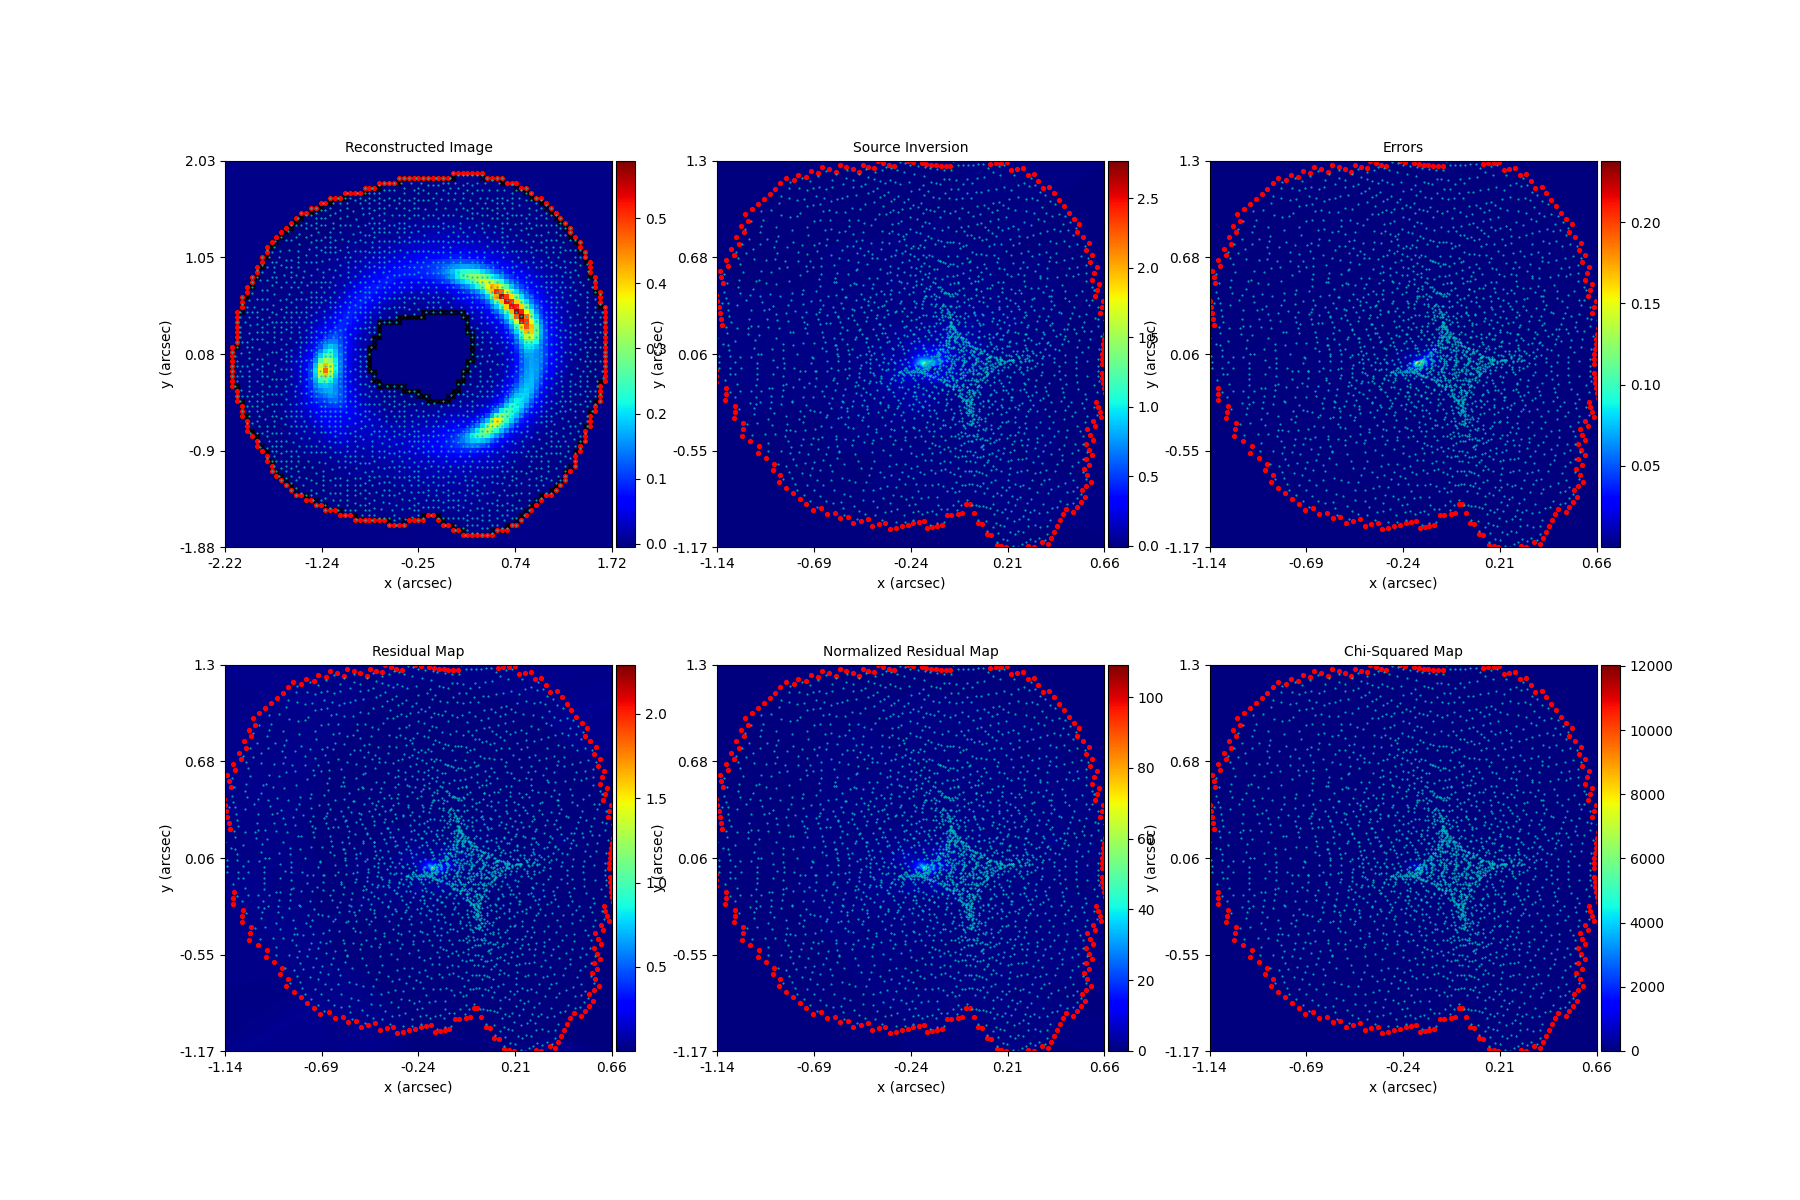 Reconstructed Image
2.03
1.05
0.08
-0.9
-1.88
y (arcsec)
-2.22 -1.24 -0.25 0.74 1.72
x (arcsec)
0.5
0.4
0.3
0.2
0.1
0.0
Source Inversion
1.3
0.68
0.06
-0.55
-1.17
y (arcsec)
-1.14 -0.69 -0.24 0.21 0.66
x (arcsec)
2.5
2.0
1.5
1.0
0.5
0.0
Errors
1.3
0.68
0.06
-0.55
-1.17
y (arcsec)
-1.14 -0.69 -0.24 0.21 0.66
x (arcsec)
0.20
0.15
0.10
0.05
Residual Map
1.3
0.68
0.06
-0.55
-1.17
y (arcsec)
-1.14 -0.69 -0.24 0.21 0.66
x (arcsec)
2.0
1.5
1.0
0.5
Normalized Residual Map
1.3
0.68
0.06
-0.55
-1.17
y (arcsec)
-1.14 -0.69 -0.24 0.21 0.66
x (arcsec)
100
80
60
40
20
0
Chi-Squared Map
1.3
0.68
0.06
-0.55
-1.17
y (arcsec)
-1.14 -0.69 -0.24 0.21 0.66
x (arcsec)
12000
10000
8000
6000
4000
2000
0